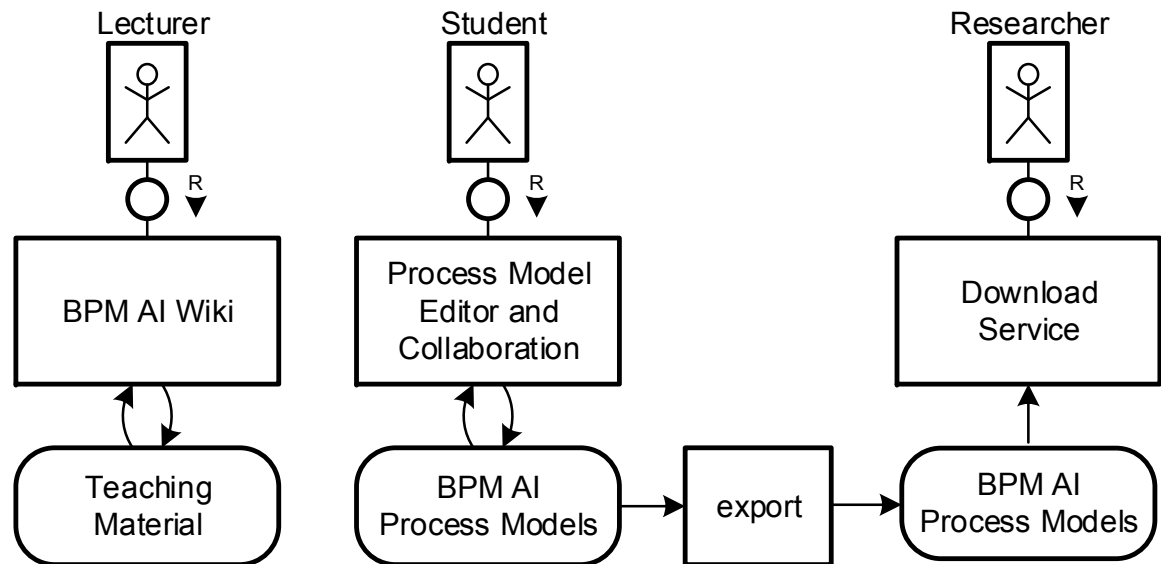 Lecturer
Student
Researcher
R
R
R
BPM AI Wiki
Process Model
Editor and
Collaboration
Download
Service
Teaching
Material
BPM AI
Process Models
export
BPM AI
Process Models